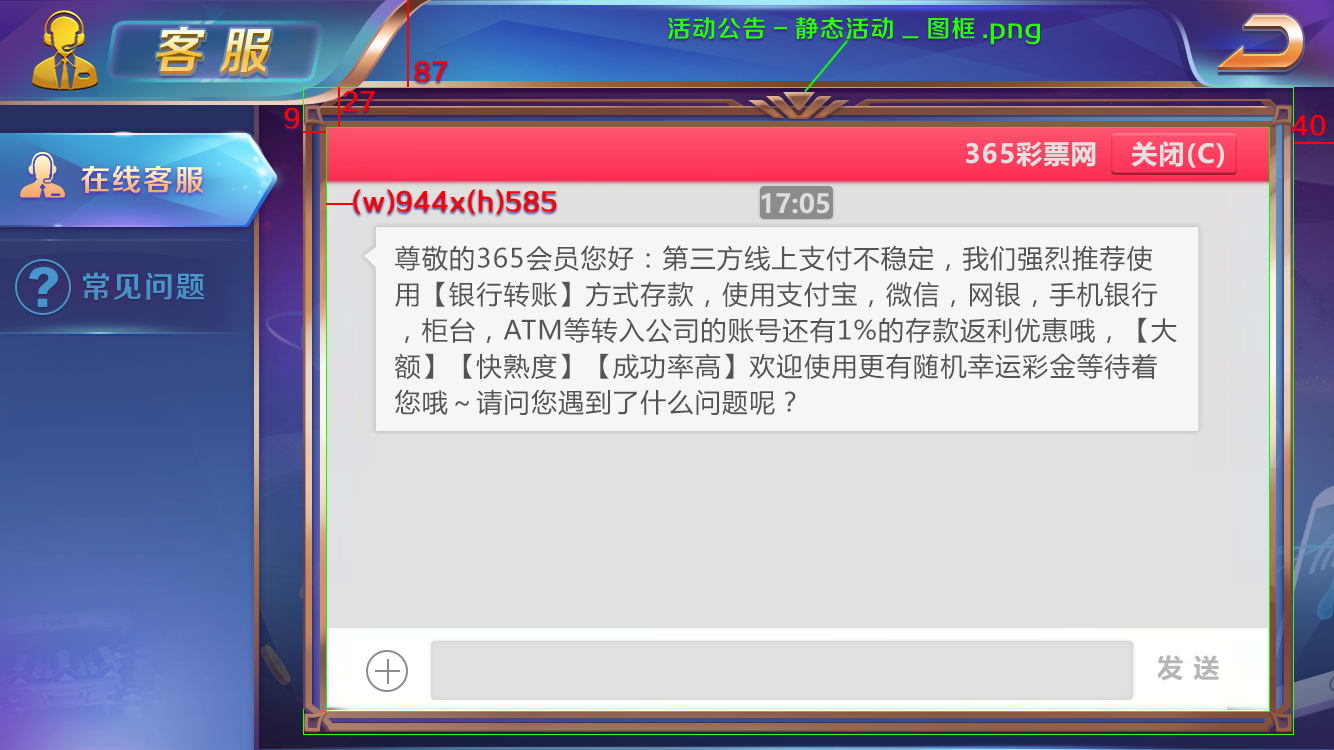 客服
活动公告－静态活动＿图框.png
87
27
9
40
在线客服
365彩票网 关闭(C)
(w)944x(h)585
17:05
常见问题
尊敬的365会员您好：第三方线上支付不稳定，我们强烈推荐使
用【银行转账】方式存款，使用支付宝，微信，网银，手机银行
，柜台，ATM等转入公司的账号还有1%的存款返利优惠哦，【大
额】【快熟度】【成功率高】欢迎使用更有随机幸运彩金等待着
您哦～请问您遇到了什么问题呢？
发送